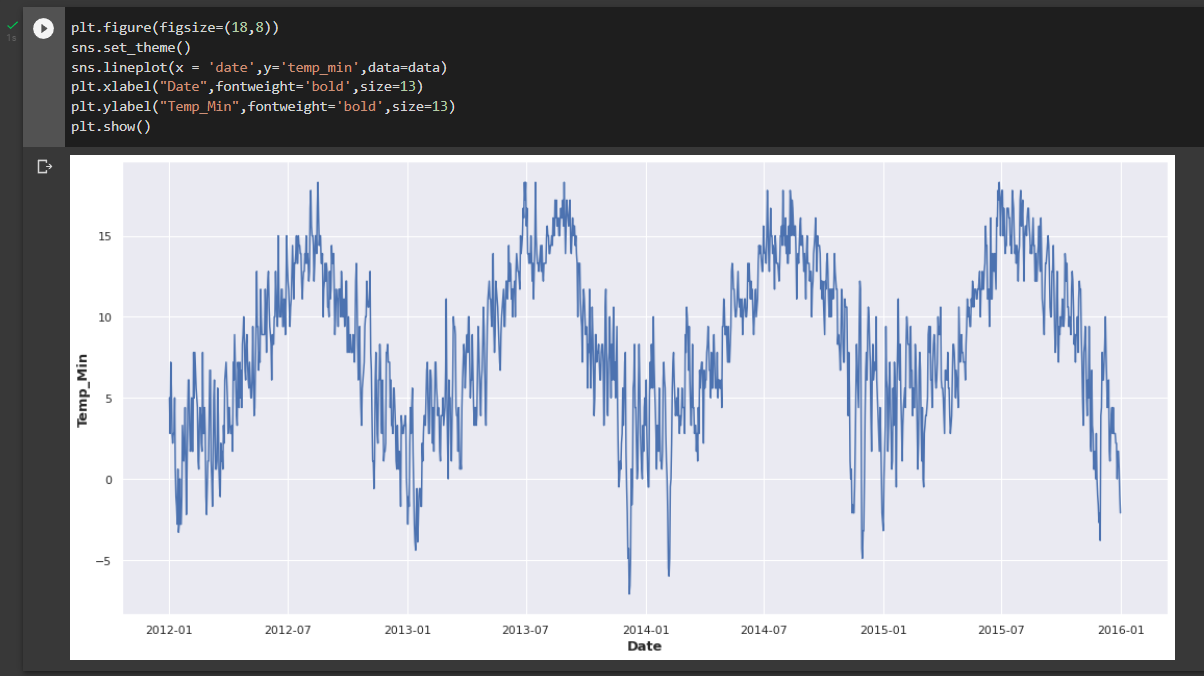 plt.figure(figsize=(18,8))
1s
sns.set_theme()
sns.lineplot(x = 'date',y='temp_min',data=data)
plt.xlabel("Date",fontweight='bold',size=13)
plt.ylabel("Temp_Min",fontweight='bold',size=13)
plt.show()
15
10
5
0
−5
Temp_Min
2012-01 2012-07 2013-01 2013-07 2014-01 2014-07 2015-01 2015-07 2016-01
Date